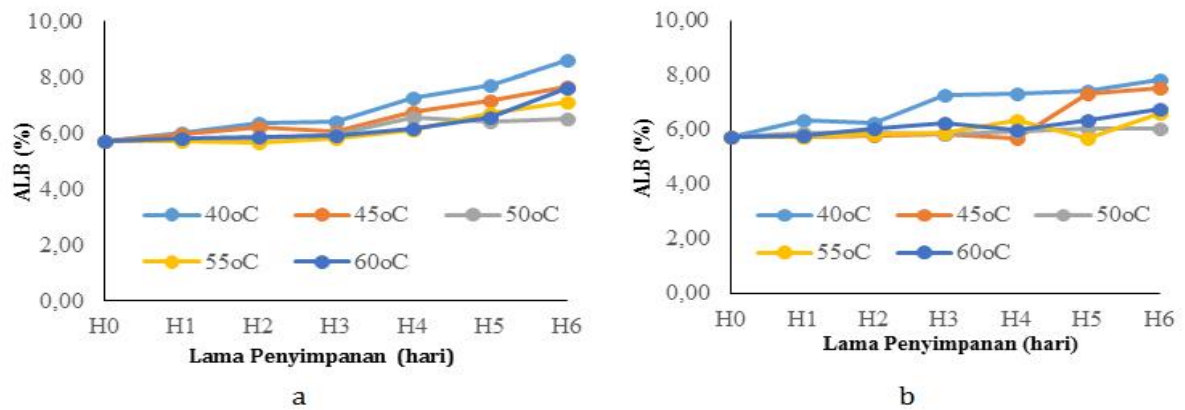 10,00
8,00
6,00
4,00
2,00
0,00
ALB (%)
40oC 45oC 50oC
55oC 60oC
H0 H1 H2 H3 H4 H5 H6
Lama Penyimpanan (hari)
a
10,00
8,00
6,00
4,00
2,00
0,00
ALB (%)
40oC 45oC 50oC
55oC 60oC
H0 H1 H2 H3 H4 H5 H6
Lama Penyimpanan (hari)
b